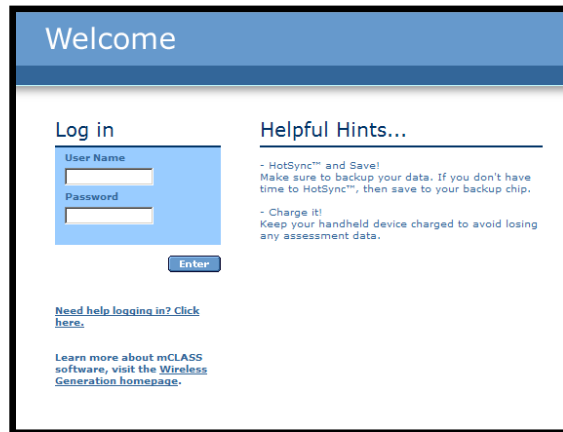 Welcome
Log in
User Name
Password
Enter
Need help logging in? Click
here.
Learn more about mCLASS
software, visit the Wireless
Generation homepage.
Helpful Hints...
- HotSync™ and Save!
Make sure to backup your data. If you don't have
time to HotSync™, then save to your backup chip.
- Charge it!
Keep your handheld device charged to avoid losing
any assessment data.